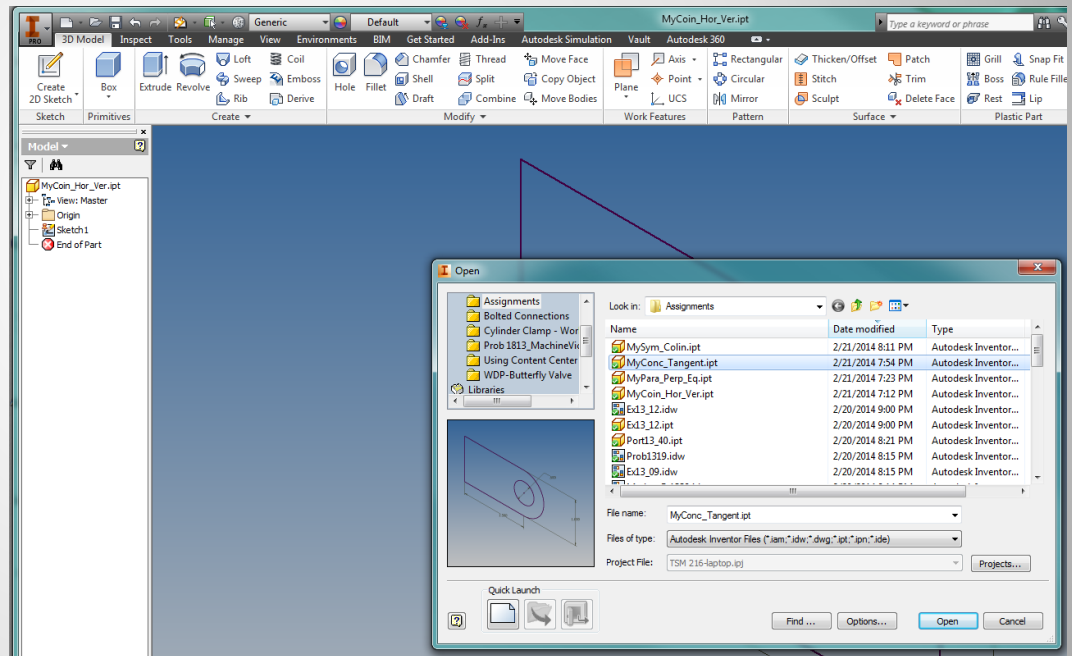 Generic Default MyCoin_Hor_Ver.ipt Type a keyword or phrase
PRO 3D Model Inspect Tools Manage View Environments BIM Get Started Add-Ins Autodesk Simulation Vault Autodesk 360
Create 2D Sketch Box Extrude Revolve Loft Coil Hole Fillet Chamfer Thread Move Face Plane Axis Rectangular Thicken/Offset Patch Grill Snap Fit
Sweep Emboss Shell Split Copy Object Point Circular Stitch Trim Boss Rule Fille
Rib Derive Draft Combine Move Bodies UCS Mirror Sculpt Delete Face Rest Lip
Sketch Primitives Create Modify Work Features Pattern Surface Plastic Part
Model
MyCoin_Hor_Ver.ipt
View: Master
Origin
Sketch1
End of Part
Open
Assignments
Bolted Connections
Cylinder Clamp - Wor
Prob 1813_MachineVi
Using Content Center
WDP-Butterfly Valve
Libraries
Look in: Assignments
Name Date modified Type
MySym_Colin.ipt 2/21/2014 8:11 PM Autodesk Inventor...
MyConc_Tangent.ipt 2/21/2014 7:54 PM Autodesk Inventor...
MyPara_Perp_Eq.ipt 2/21/2014 7:23 PM Autodesk Inventor...
MyCoin_Hor_Ver.ipt 2/21/2014 7:12 PM Autodesk Inventor...
Ex13_12.idw 2/20/2014 9:00 PM Autodesk Inventor...
Ex13_12.ipt 2/20/2014 9:00 PM Autodesk Inventor...
Port13_40.ipt 2/20/2014 8:21 PM Autodesk Inventor...
Prob1319.idw 2/20/2014 8:15 PM Autodesk Inventor...
Ex13_09.idw 2/20/2014 8:15 PM Autodesk Inventor...
File name: MyConc_Tangent.ipt
Files of type: Autodesk Inventor Files (*.iam;*.idw;*.dwg;*.ipt;*.ipn;*.ide)
Project File: TSM 216-laptop.ipj Projects...
Quick Launch
Find ... Options... Open Cancel